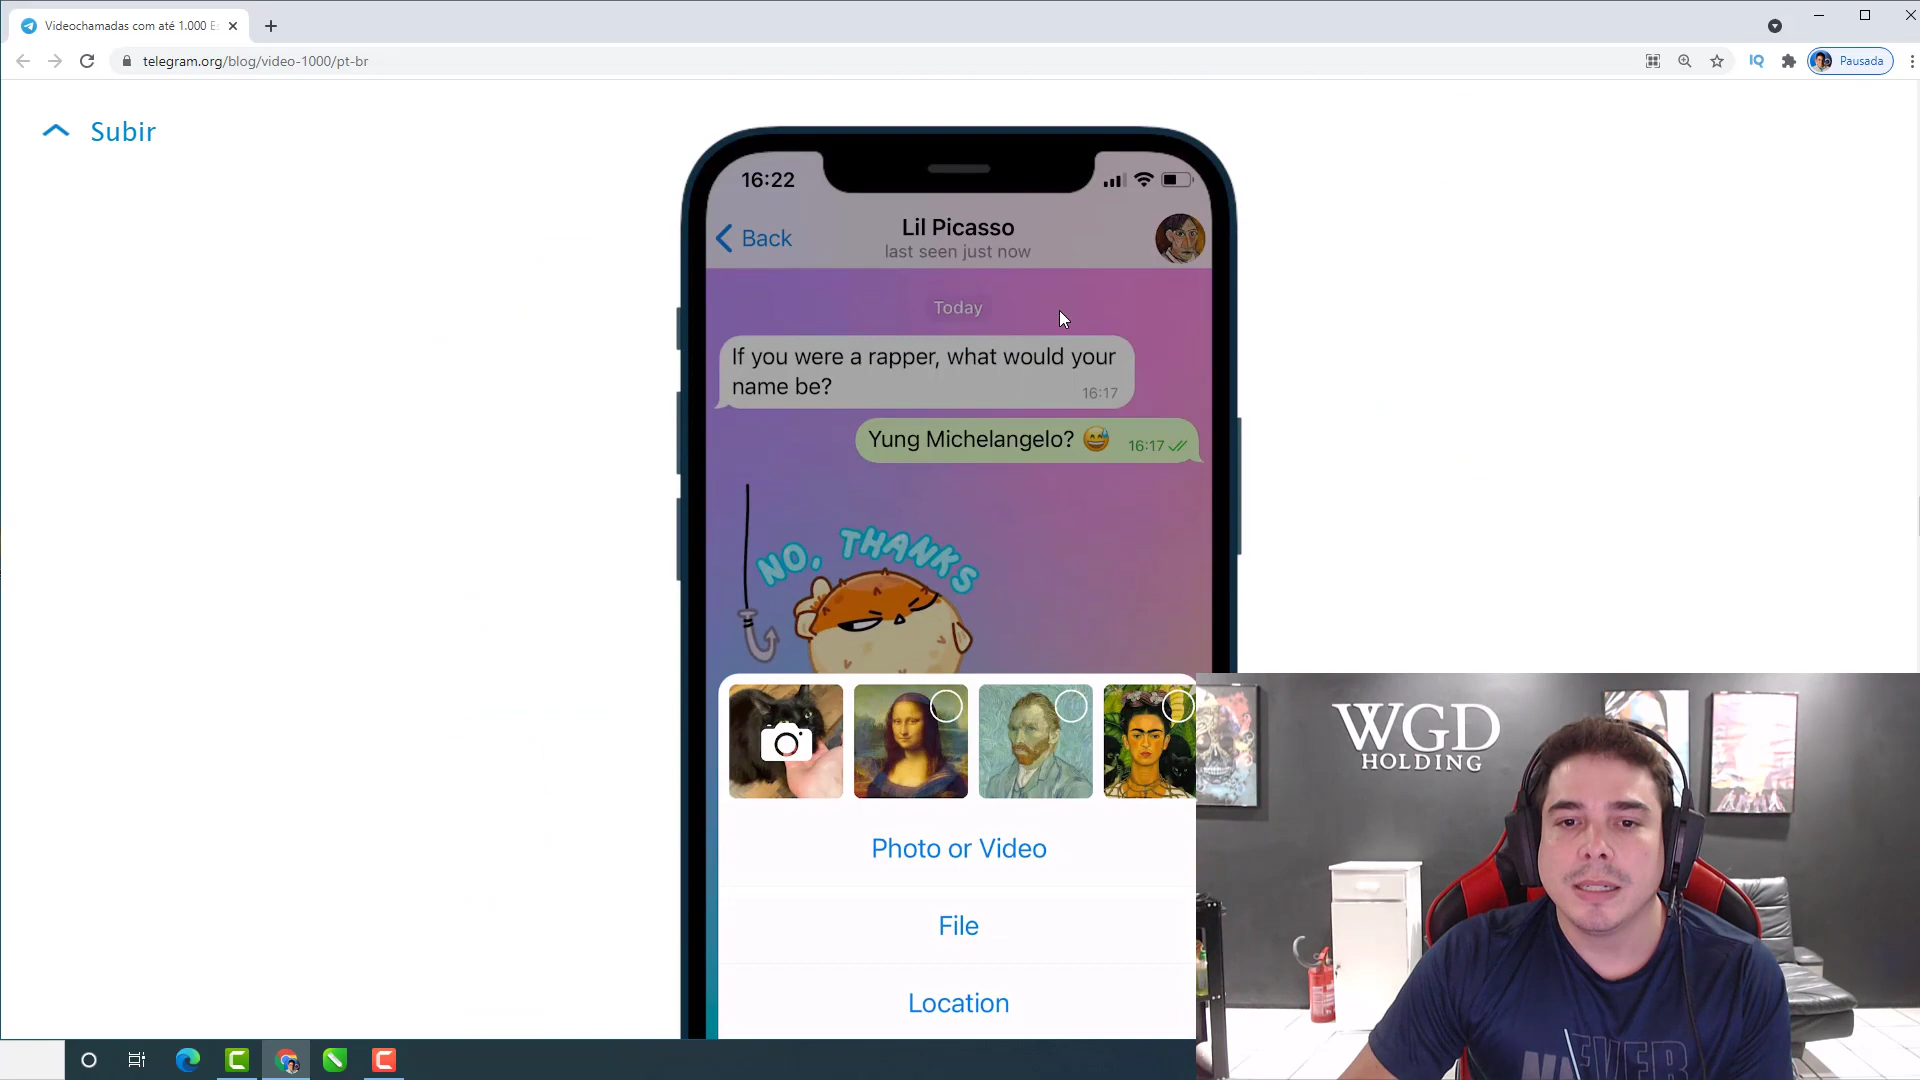 Videochamadas com até 1.000 Es
telegram.org/blog/video-1000/pt-br
IQ
Pausada
Subir
16:22
Back
Lil Picasso
last seen just now
Today
If you were a rapper, what would your
name be?
16:17
Yung Michelangelo? 😅 16:17
NO, THANKS
Photo or Video
File
Location
WGD
HOLDING